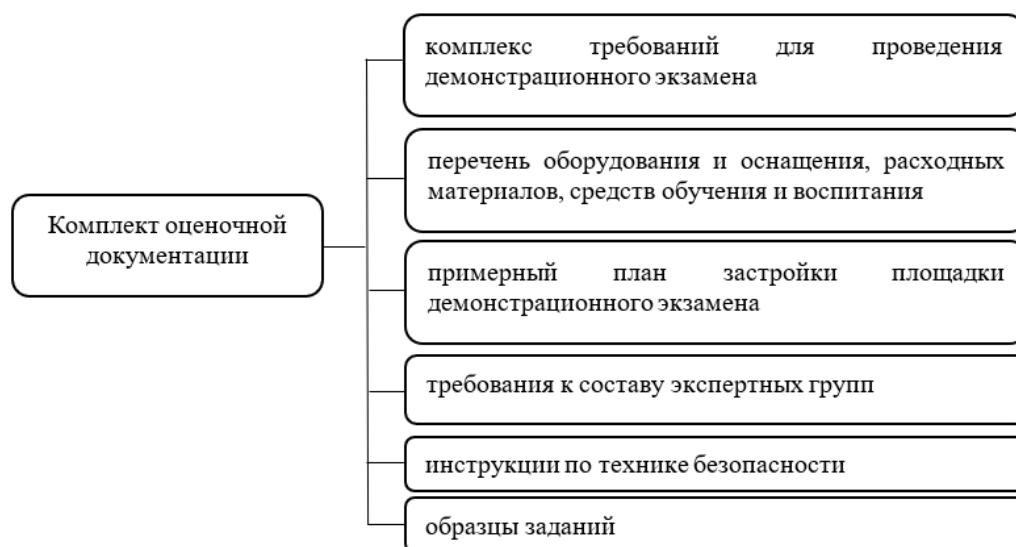 комплекс требований для проведения
демонстрационного экзамена
перечень оборудования и оснащения, расходных
материалов, средств обучения и воспитания
Комплект оценочной
документации
примерный план застройки площадки
демонстрационного экзамена
требования к составу экспертных групп
инструкции по технике безопасности
образцы заданий